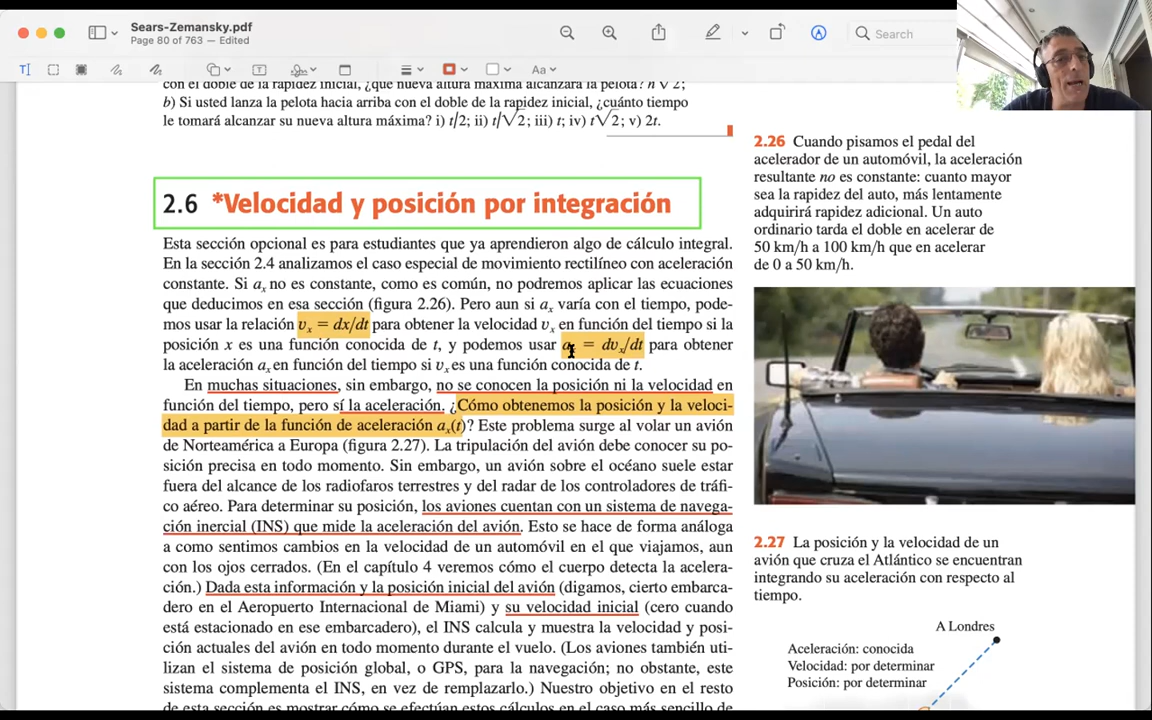 Sears-Zemansky.pdf
Page 80 of 763 — Edited
Search
Aa
con el doble de la rapidez inicial, ¿qué nueva altura máxima alcanzará la pelota? h √2;
b) Si usted lanza la pelota hacia arriba con el doble de la rapidez inicial, ¿cuánto tiempo
le tomará alcanzar su nueva altura máxima? i) t/2; ii) t/√2; iii) t; iv) t√2; v) 2t.
2.6 *Velocidad y posición por integración
Esta sección opcional es para estudiantes que ya aprendieron algo de cálculo integral.
En la sección 2.4 analizamos el caso especial de movimiento rectilíneo con aceleración
constante. Si aₓ no es constante, como es común, no podremos aplicar las ecuaciones
que deducimos en esa sección (figura 2.26). Pero aun si aₓ varía con el tiempo, pode-
mos usar la relación υₓ = dx/dt para obtener la velocidad υₓ en función del tiempo si la
posición x es una función conocida de t, y podemos usar aₓ = dυₓ/dt para obtener
la aceleración aₓ en función del tiempo si υₓ es una función conocida de t.
En muchas situaciones, sin embargo, no se conocen la posición ni la velocidad en
función del tiempo, pero sí la aceleración. ¿Cómo obtenemos la posición y la veloci-
dad a partir de la función de aceleración aₓ(t)? Este problema surge al volar un avión
de Norteamérica a Europa (figura 2.27). La tripulación del avión debe conocer su po-
sición precisa en todo momento. Sin embargo, un avión sobre el océano suele estar
fuera del alcance de los radiofaros terrestres y del radar de los controladores de tráfi-
co aéreo. Para determinar su posición, los aviones cuentan con un sistema de navega-
ción inercial (INS) que mide la aceleración del avión. Esto se hace de forma análoga
a como sentimos cambios en la velocidad de un automóvil en el que viajamos, aun
con los ojos cerrados. (En el capítulo 4 veremos cómo el cuerpo detecta la acelera-
ción.) Dada esta información y la posición inicial del avión (digamos, cierto embarca-
dero en el Aeropuerto Internacional de Miami) y su velocidad inicial (cero cuando
está estacionado en ese embarcadero), el INS calcula y muestra la velocidad y posi-
ción actuales del avión en todo momento durante el vuelo. (Los aviones también uti-
lizan el sistema de posición global, o GPS, para la navegación; no obstante, este
sistema complementa el INS, en vez de remplazarlo.) Nuestro objetivo en el resto
de esta sección es mostrar cómo se efectúan estos cálculos en el caso más sencillo de
2.26 Cuando pisamos el pedal del
acelerador de un automóvil, la aceleración
resultante no es constante: cuanto mayor
sea la rapidez del auto, más lentamente
adquirirá rapidez adicional. Un auto
ordinario tarda el doble en acelerar de
50 km/h a 100 km/h que en acelerar
de 0 a 50 km/h.
2.27 La posición y la velocidad de un
avión que cruza el Atlántico se encuentran
integrando su aceleración con respecto al
tiempo.
A Londres
Aceleración: conocida
Velocidad: por determinar
Posición: por determinar